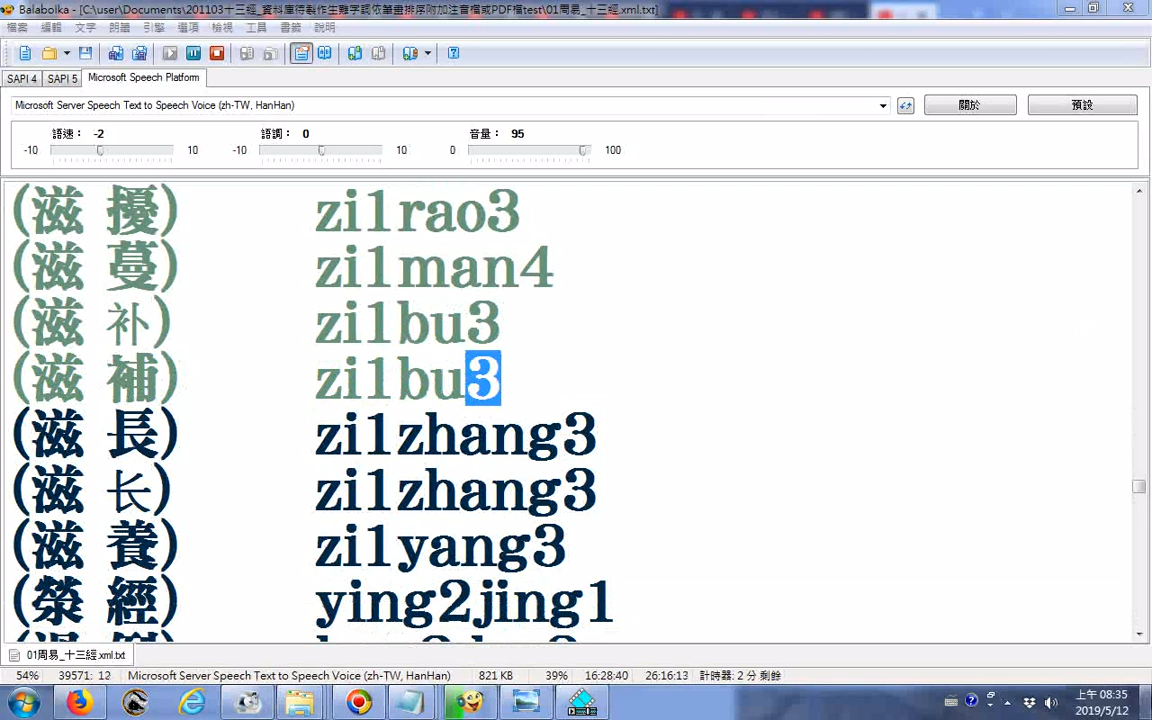 Balabolka - [C:\user\Documents\201103十三經_資料庫待製作生難字詞依筆畫排序附加注音檔或PDF檔test\01周易_十三經.xml.txt]
檔案 編輯 文字 朗誦 引擎 選項 檢視 工具 書籤 說明
SAPI 4 SAPI 5 Microsoft Speech Platform
Microsoft Server Speech Text to Speech Voice (zh-TW, HanHan) 關於 預設
語速： -2 語調： 0 音量： 95
-10 10 -10 10 0 100
(滋 擾) zi1rao3
(滋 蔓) zi1man4
(滋 补) zi1bu3
(滋 補) zi1bu3
(滋 長) zi1zhang3
(滋 长) zi1zhang3
(滋 養) zi1yang3
(滎 經) ying2jing1
01周易_十三經.xml.txt
54% 39571: 12 Microsoft Server Speech Text to Speech Voice (zh-TW, HanHan) 821 KB 39% 16:28:40 26:16:13 計時器: 2 分 剩餘
上午 08:35
2019/5/12